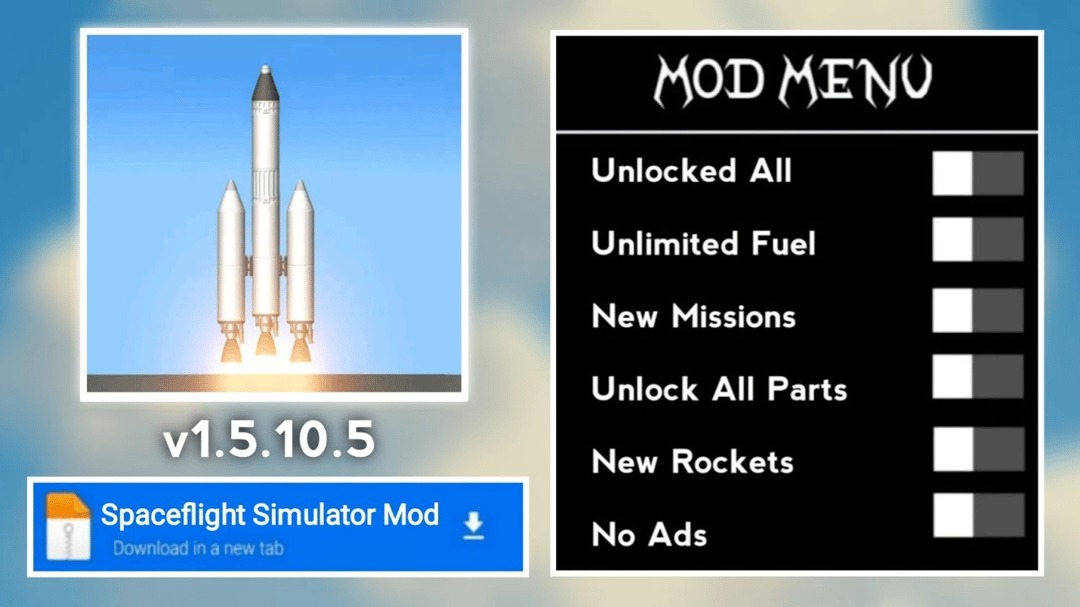 v1.5.10.5
Spaceflight Simulator Mod
Download in a new tab
MOD MENU
Unlocked All
Unlimited Fuel
New Missions
Unlock All Parts
New Rockets
No Ads